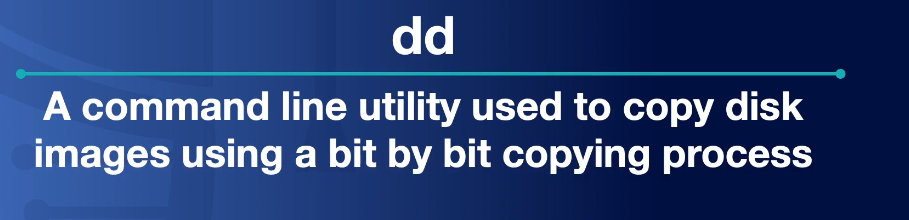 dd
A command line utility used to copy disk
images using a bit by bit copying process